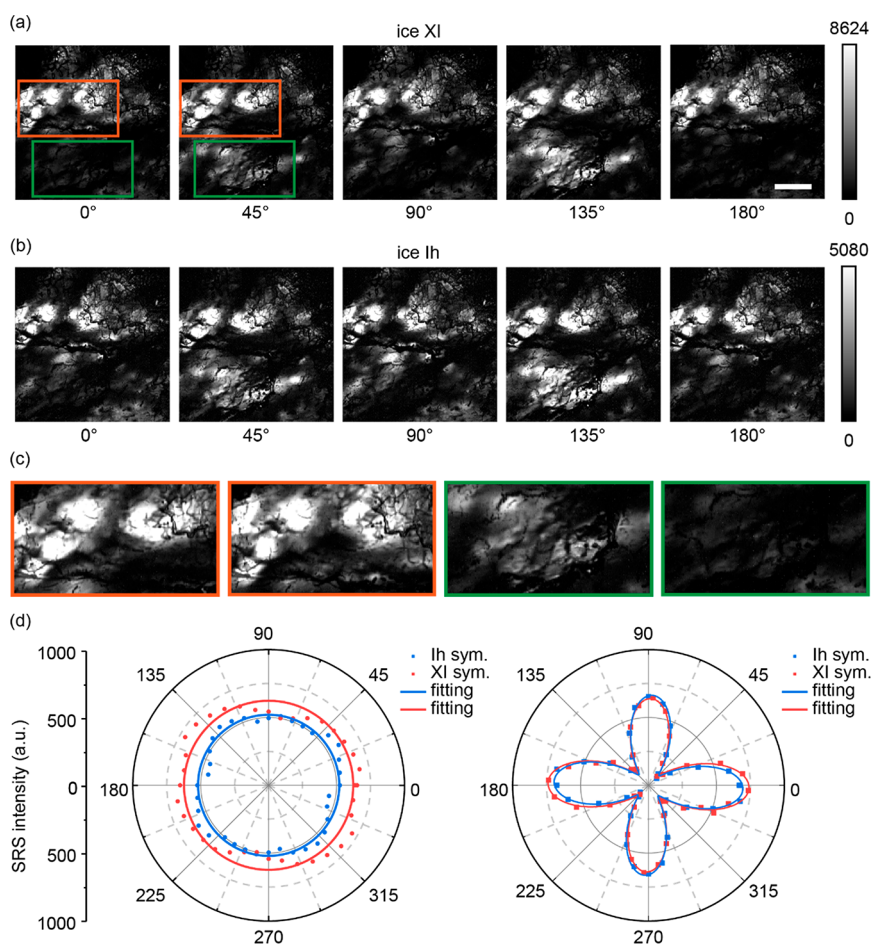 (a)
ice XI
8624
0° 45° 90° 135° 180°
0
(b)
ice Ih
5080
0° 45° 90° 135° 180°
0
(c)
(d)
SRS intensity (a.u.)
1000
500
0
500
1000
90
135 45
180 0
225 315
270
Ih sym.
XI sym.
fitting
fitting
90
135 45
180 0
225 315
270
Ih sym.
XI sym.
fitting
fitting